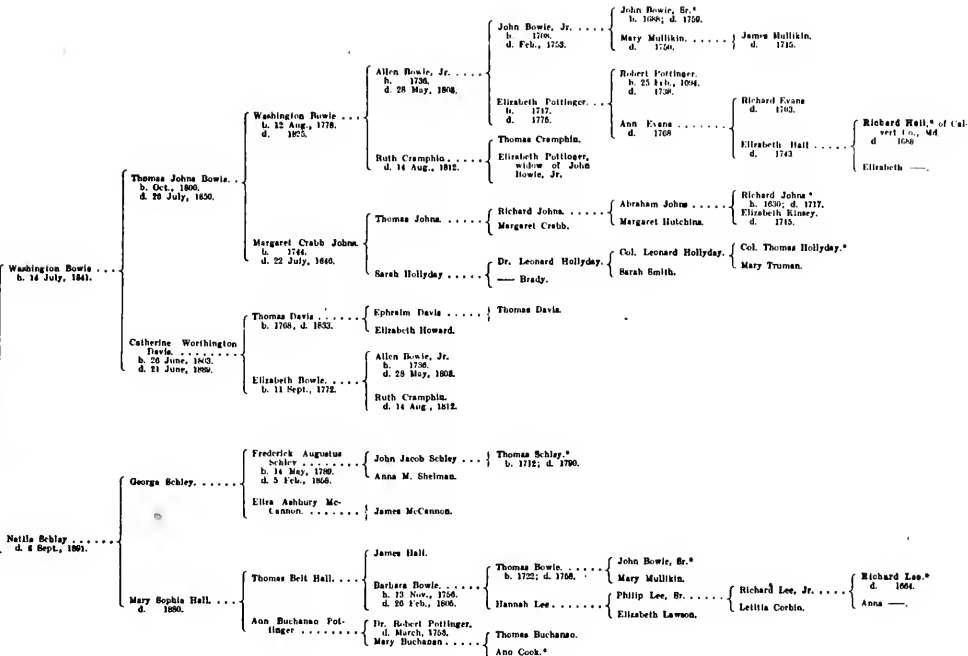 John Bowie, Sr.*
b. 1688; d. 1759.
John Bowie, Jr. . . . . .
b. 1708.
d. Feb., 1753.
Mary Mullikin. . . . . . .
d. 1750.
James Mullikin.
d. 1715.
Allen Bowie, Jr. . . . .
b. 1736.
d. 28 May, 1803.
Robert Pottinger.
b. 25 Feb., 1694.
d. 1738.
Elizabeth Pottinger. . . .
b. 1717.
d. 1775.
Richard Evans
d. 1703.
Washington Bowie . . . . .
b. 12 Aug., 1778.
d. 1825.
Ann Evans . . . . . .
d. 1768
Richard Hall,* of Cal-
vert Co., Md.
d 1688
Elizabeth Hall . . . . .
d. 1743
Elizabeth —.
Ruth Cramphin . . . . .
d. 14 Aug., 1812.
Thomas Cramphin.
Elizabeth Pottinger,
widow of John
Bowie, Jr.
Thomas Johns Bowie.
b. Oct., 1800.
d. 26 July, 1850.
Richard Johns *
b. 1630; d. 1717.
Elizabeth Kinsey.
d. 1715.
Abraham Johns . . . . .
Richard Johns. . . . . . .
Margaret Hutchins.
Thomas Johns. . . . . . .
Margaret Crabb.
Margaret Crabb Johns.
b. 1744.
d. 22 July, 1846.
Col. Thomas Hollyday.*
Col. Leonard Hollyday.
Mary Truman.
Dr. Leonard Hollyday.
Sarah Hollyday . . . . . .
Sarah Smith.
— Brady.
Washington Bowie . . .
b. 14 July, 1841.
Thomas Davis . . . . .
b. 1768, d. 1833.
Ephraim Davis . . . . . .
Thomas Davis.
Elizabeth Howard.
Catherine Worthington
Davis. . . . . . . . .
b. 26 June, 1803.
d. 21 June, 1889.
Allen Bowie, Jr.
b. 1736.
d. 28 May, 1803.
Elizabeth Bowie. . . . . .
b. 11 Sept., 1772.
Ruth Cramphin.
d. 14 Aug., 1812.
Frederick Augustus
Schley . . . . . . . .
b. 14 May, 1789.
d. 5 Feb., 1858.
John Jacob Schley . . . .
Thomas Schley.*
b. 1712; d. 1790.
Anna M. Shelman.
George Schley. . . . . . .
Eliza Ashbury Mc-
Cannon. . . . . . . .
James McCannon.
Nettie Schley . . . . . .
d. 8 Sept., 1891.
James Hall.
Thomas Belt Hall. . . . .
John Bowie, Sr.*
Thomas Bowie. . . . . .
b. 1722; d. 1758.
Mary Mullikin.
Barbara Bowie. . . . . .
b. 13 Nov., 1756.
d. 26 Feb., 1805.
Richard Lee.*
d. 1664.
Richard Lee, Jr. . . . . .
Anna —.
Philip Lee, Sr. . . . . .
Letitia Corbin.
Hannah Lee. . . . . . . .
Elizabeth Lawson.
Mary Sophia Hall. . . .
d. 1880.
Ann Buchanan Pot-
tinger . . . . . . . .
Dr. Robert Pottinger.
d. March, 1753.
Mary Buchanan . . . . . .
Thomas Buchanan.
Ann Cook.*